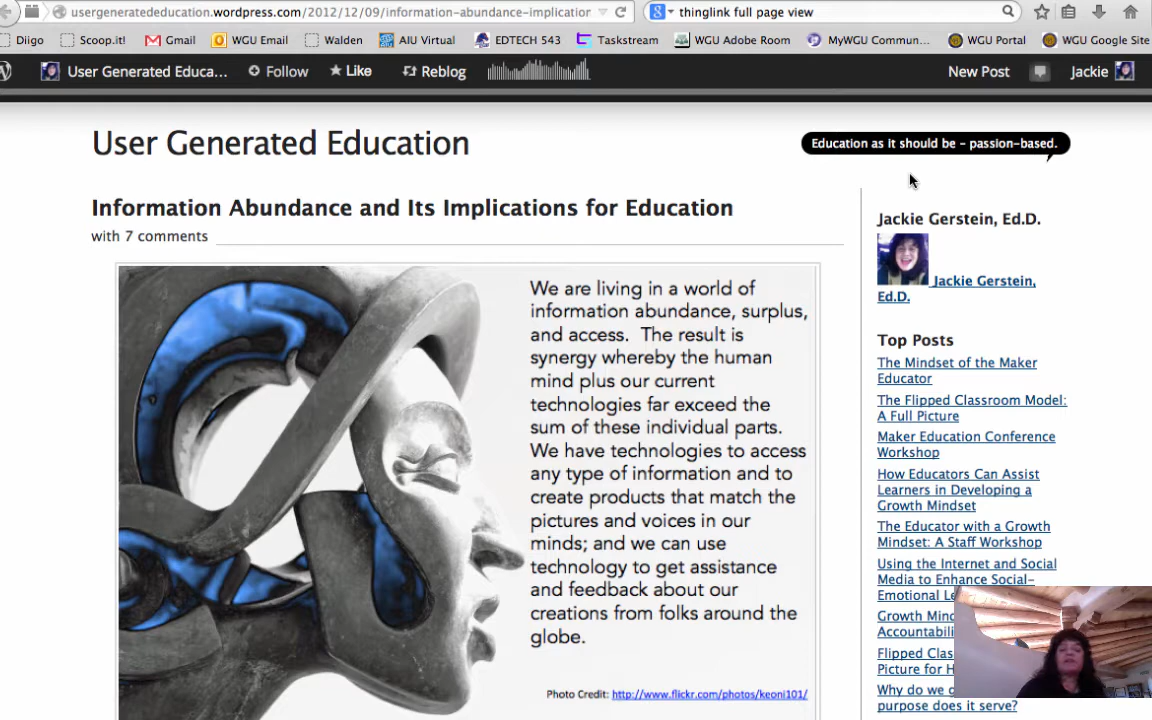 usergeneratededucation.wordpress.com/2012/12/09/information-abundance-implication
thinglink full page view
Diigo Scoop.it! Gmail WGU Email Walden AIU Virtual EDTECH 543 Taskstream WGU Adobe Room MyWGU Commun... WGU Portal WGU Google Site
User Generated Educa... Follow Like Reblog New Post Jackie
User Generated Education
Education as it should be – passion-based.
Information Abundance and Its Implications for Education
with 7 comments
We are living in a world of
information abundance, surplus,
and access. The result is
synergy whereby the human
mind plus our current
technologies far exceed the
sum of these individual parts.
We have technologies to access
any type of information and to
create products that match the
pictures and voices in our
minds; and we can use
technology to get assistance
and feedback about our
creations from folks around the
globe.
Photo Credit: http://www.flickr.com/photos/keoni101/
Jackie Gerstein, Ed.D.
Jackie Gerstein,
Ed.D.
Top Posts
The Mindset of the Maker
Educator
The Flipped Classroom Model:
A Full Picture
Maker Education Conference
Workshop
How Educators Can Assist
Learners in Developing a
Growth Mindset
The Educator with a Growth
Mindset: A Staff Workshop
Using the Internet and Social
Media to Enhance Social-
Emotional Le
Growth Mind
Accountabili
Flipped Clas
Picture for H
Why do we g
purpose does it serve?